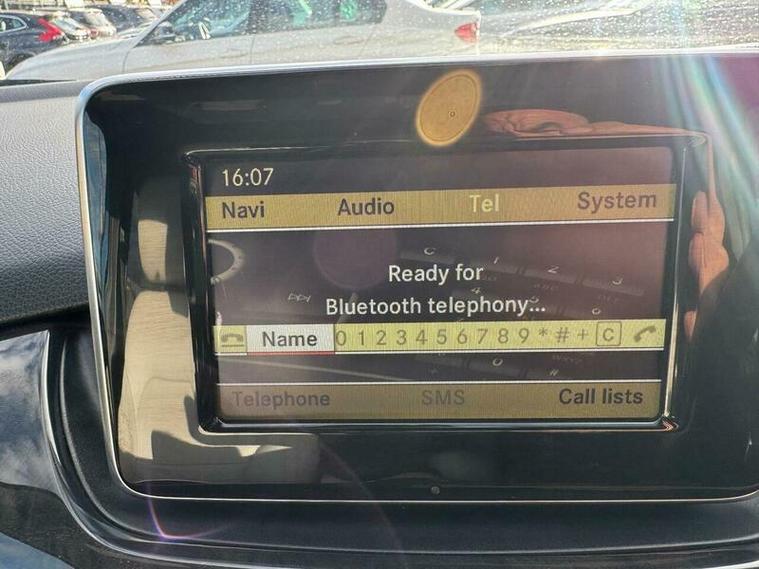 16:07
Navi Audio Tel System
Ready for
Bluetooth telephony...
Name 0 1 2 3 4 5 6 7 8 9 * # + C
Telephone SMS Call lists